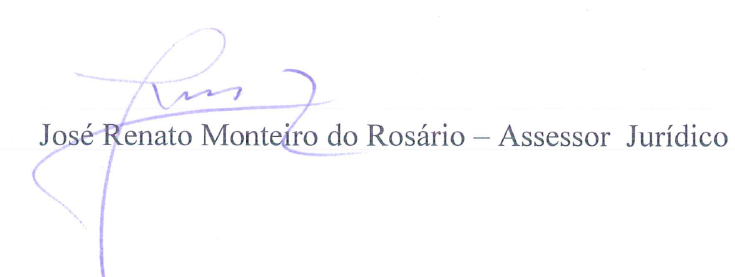 José Renato Monteiro do Rosário – Assessor Jurídico